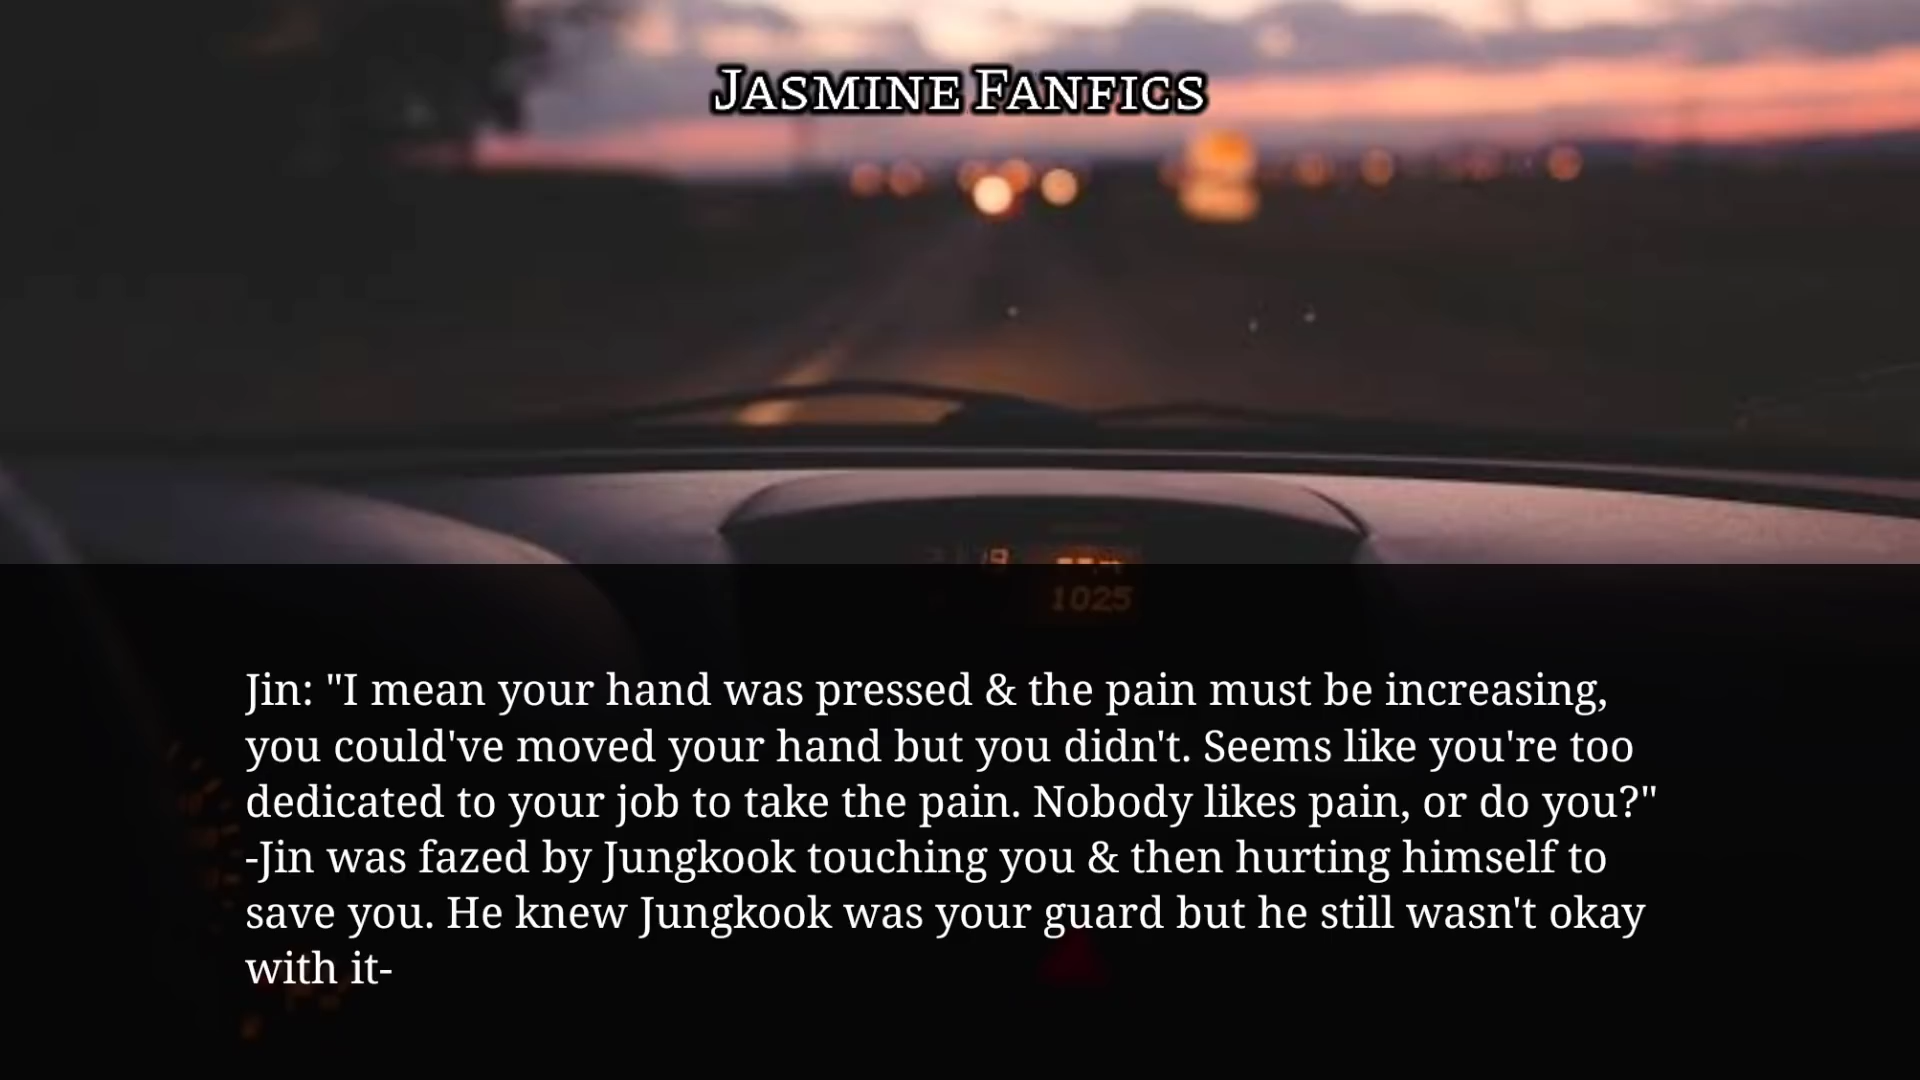 Jasmine Fanfics
1025
Jin: "I mean your hand was pressed & the pain must be increasing,
you could've moved your hand but you didn't. Seems like you're too
dedicated to your job to take the pain. Nobody likes pain, or do you?"
-Jin was fazed by Jungkook touching you & then hurting himself to
save you. He knew Jungkook was your guard but he still wasn't okay
with it-